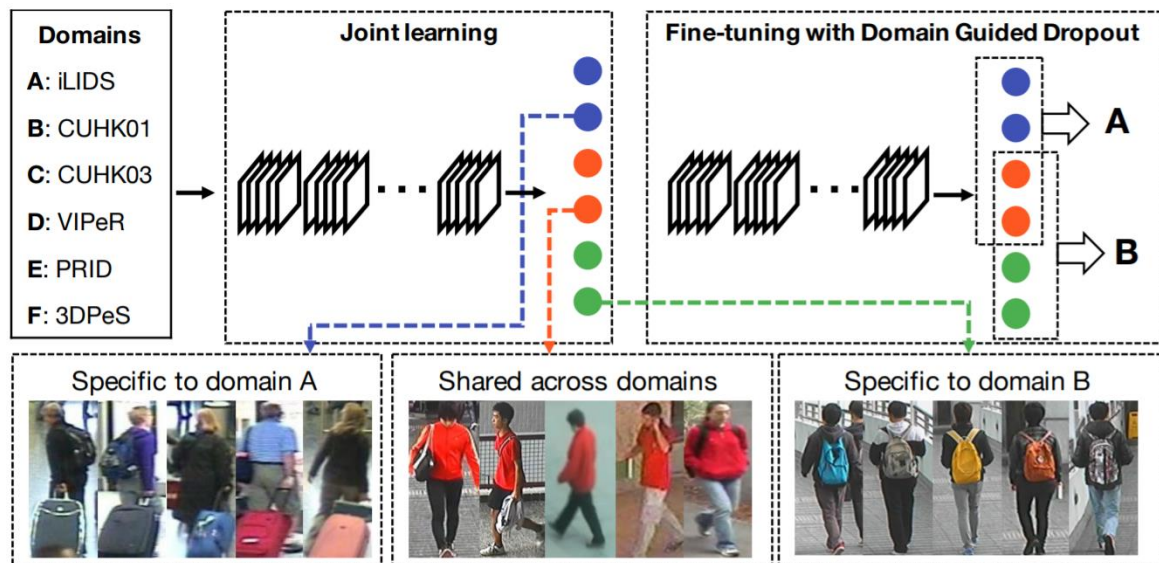 Domains
A: iLIDS
B: CUHK01
C: CUHK03
D: VIPeR
E: PRID
F: 3DPeS
Joint learning
Fine-tuning with Domain Guided Dropout
A
B
Specific to domain A
Shared across domains
Specific to domain B